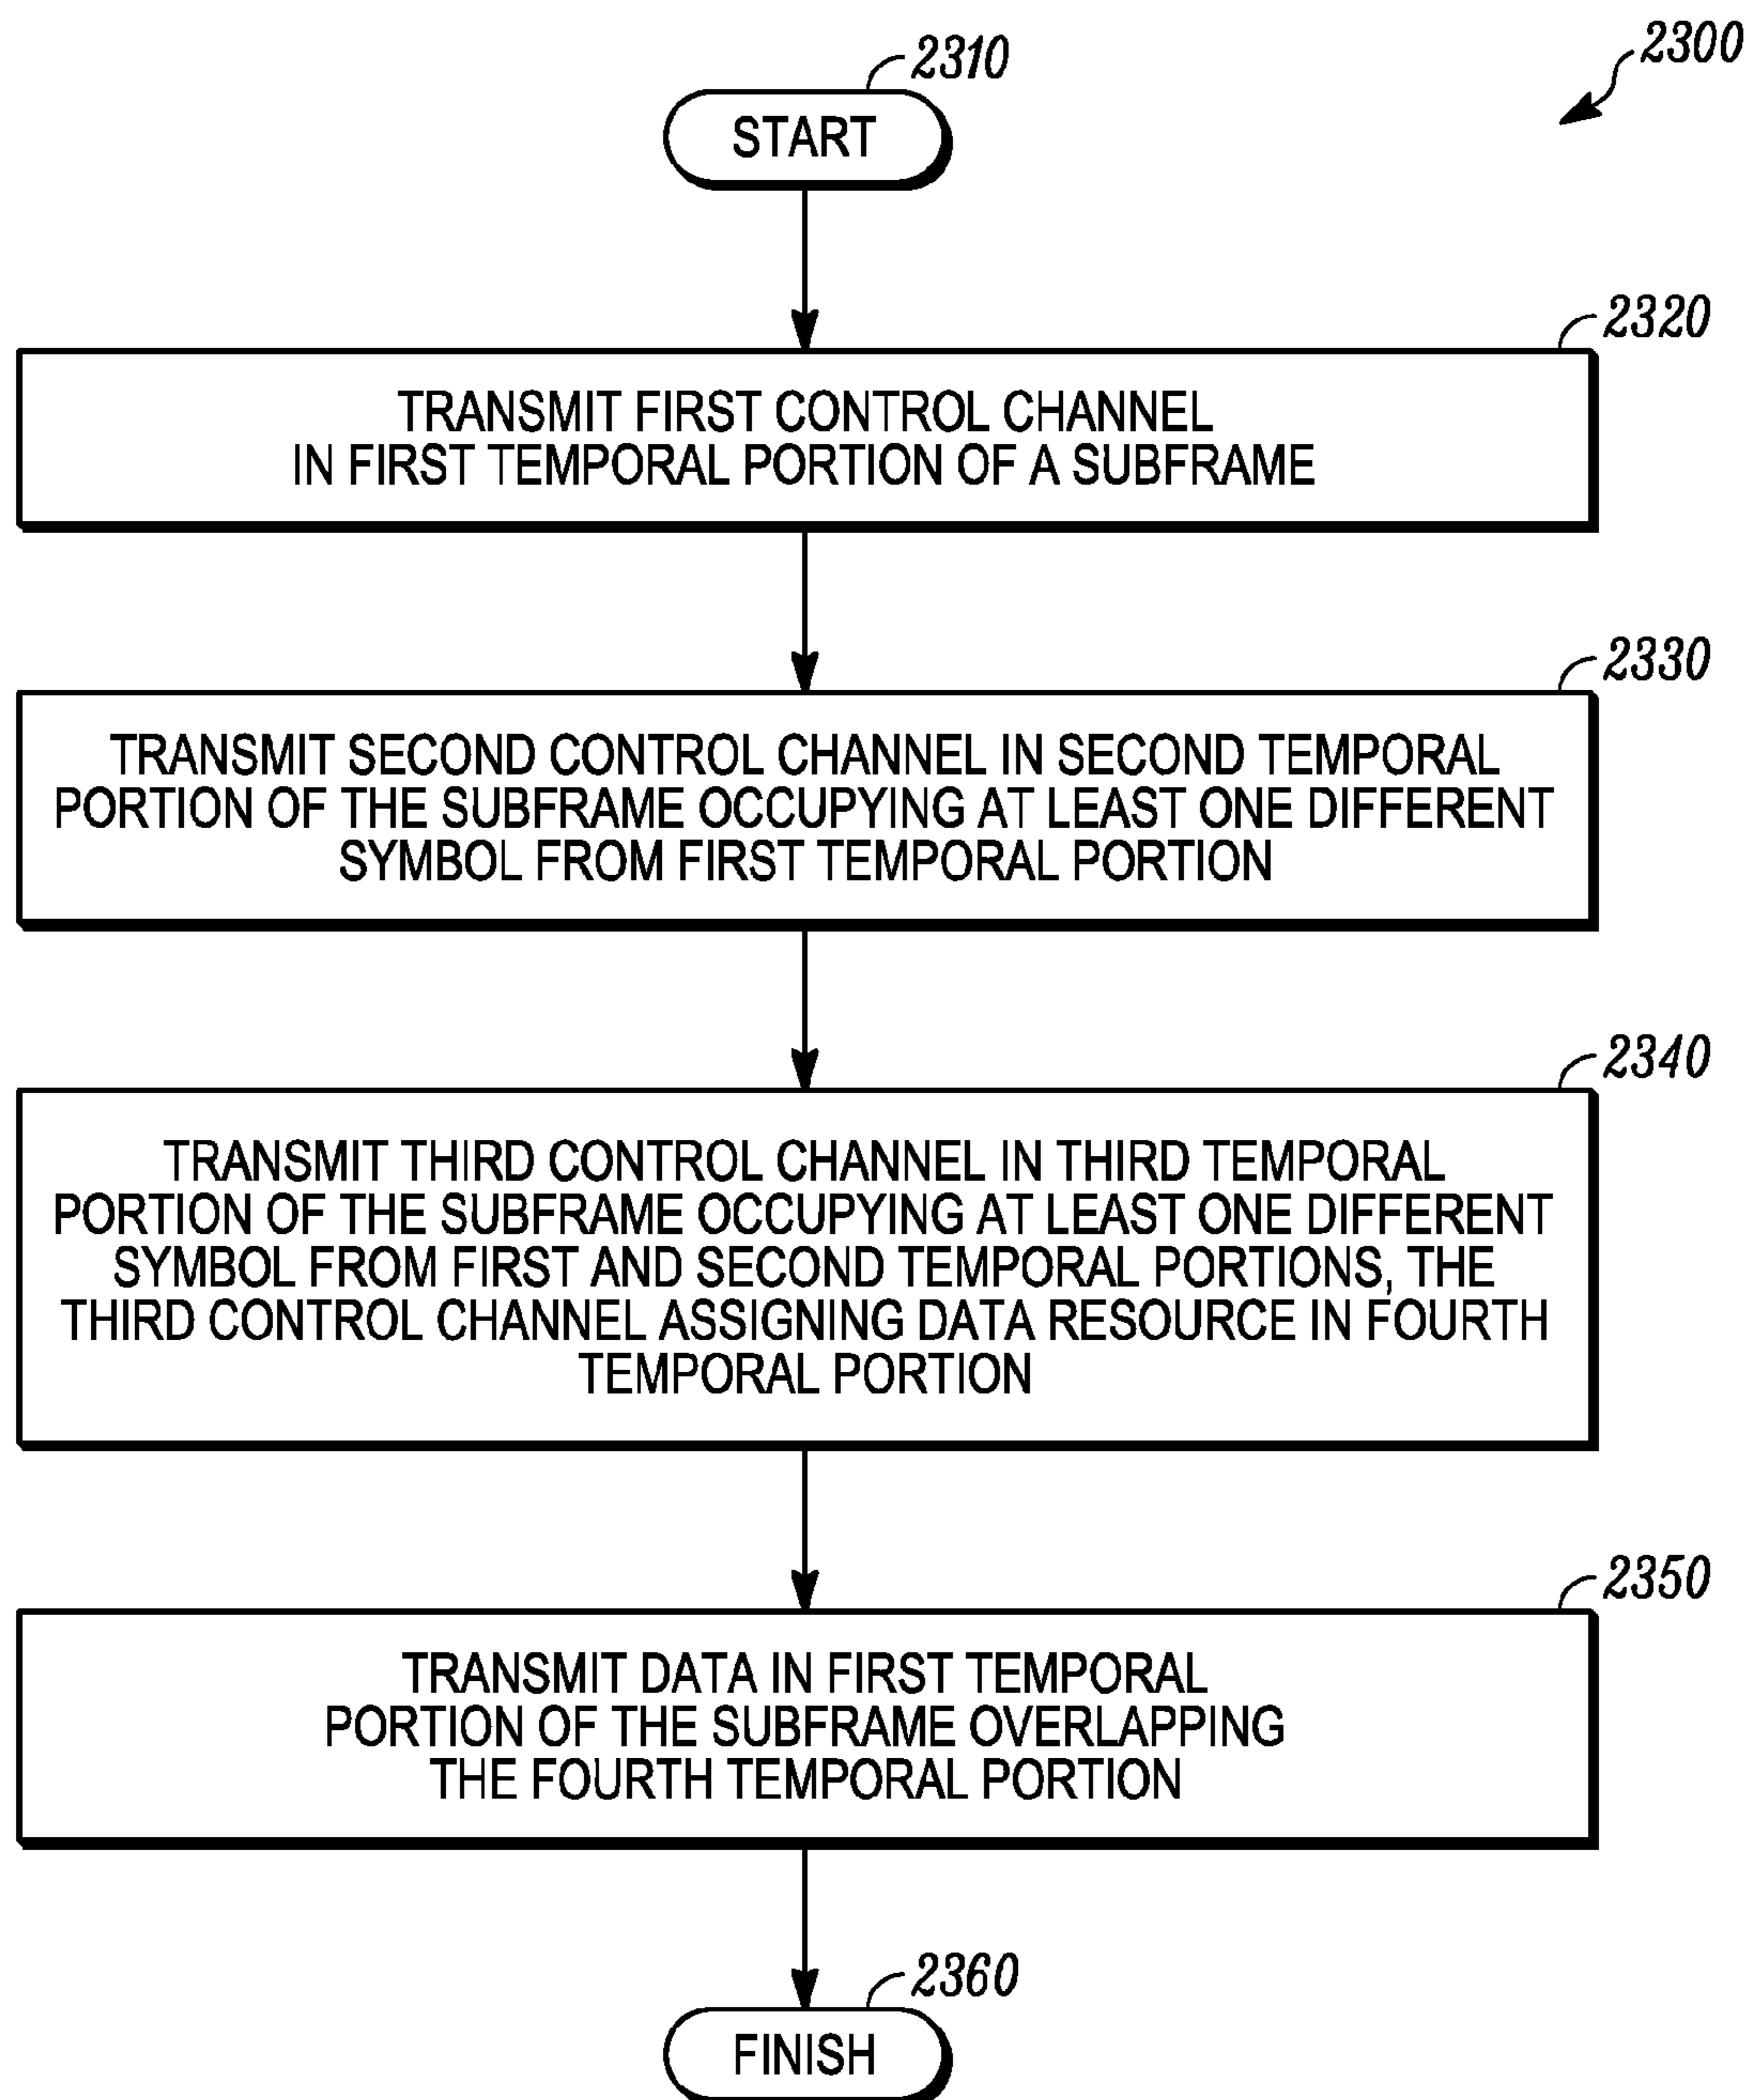 2310
2300
START
2320
TRANSMIT FIRST CONTROL CHANNEL
IN FIRST TEMPORAL PORTION OF A SUBFRAME
2330
TRANSMIT SECOND CONTROL CHANNEL IN SECOND TEMPORAL
PORTION OF THE SUBFRAME OCCUPYING AT LEAST ONE DIFFERENT
SYMBOL FROM FIRST TEMPORAL PORTION
2340
TRANSMIT THIRD CONTROL CHANNEL IN THIRD TEMPORAL
PORTION OF THE SUBFRAME OCCUPYING AT LEAST ONE DIFFERENT
SYMBOL FROM FIRST AND SECOND TEMPORAL PORTIONS, THE
THIRD CONTROL CHANNEL ASSIGNING DATA RESOURCE IN FOURTH
TEMPORAL PORTION
2350
TRANSMIT DATA IN FIRST TEMPORAL
PORTION OF THE SUBFRAME OVERLAPPING
THE FOURTH TEMPORAL PORTION
2360
FINISH